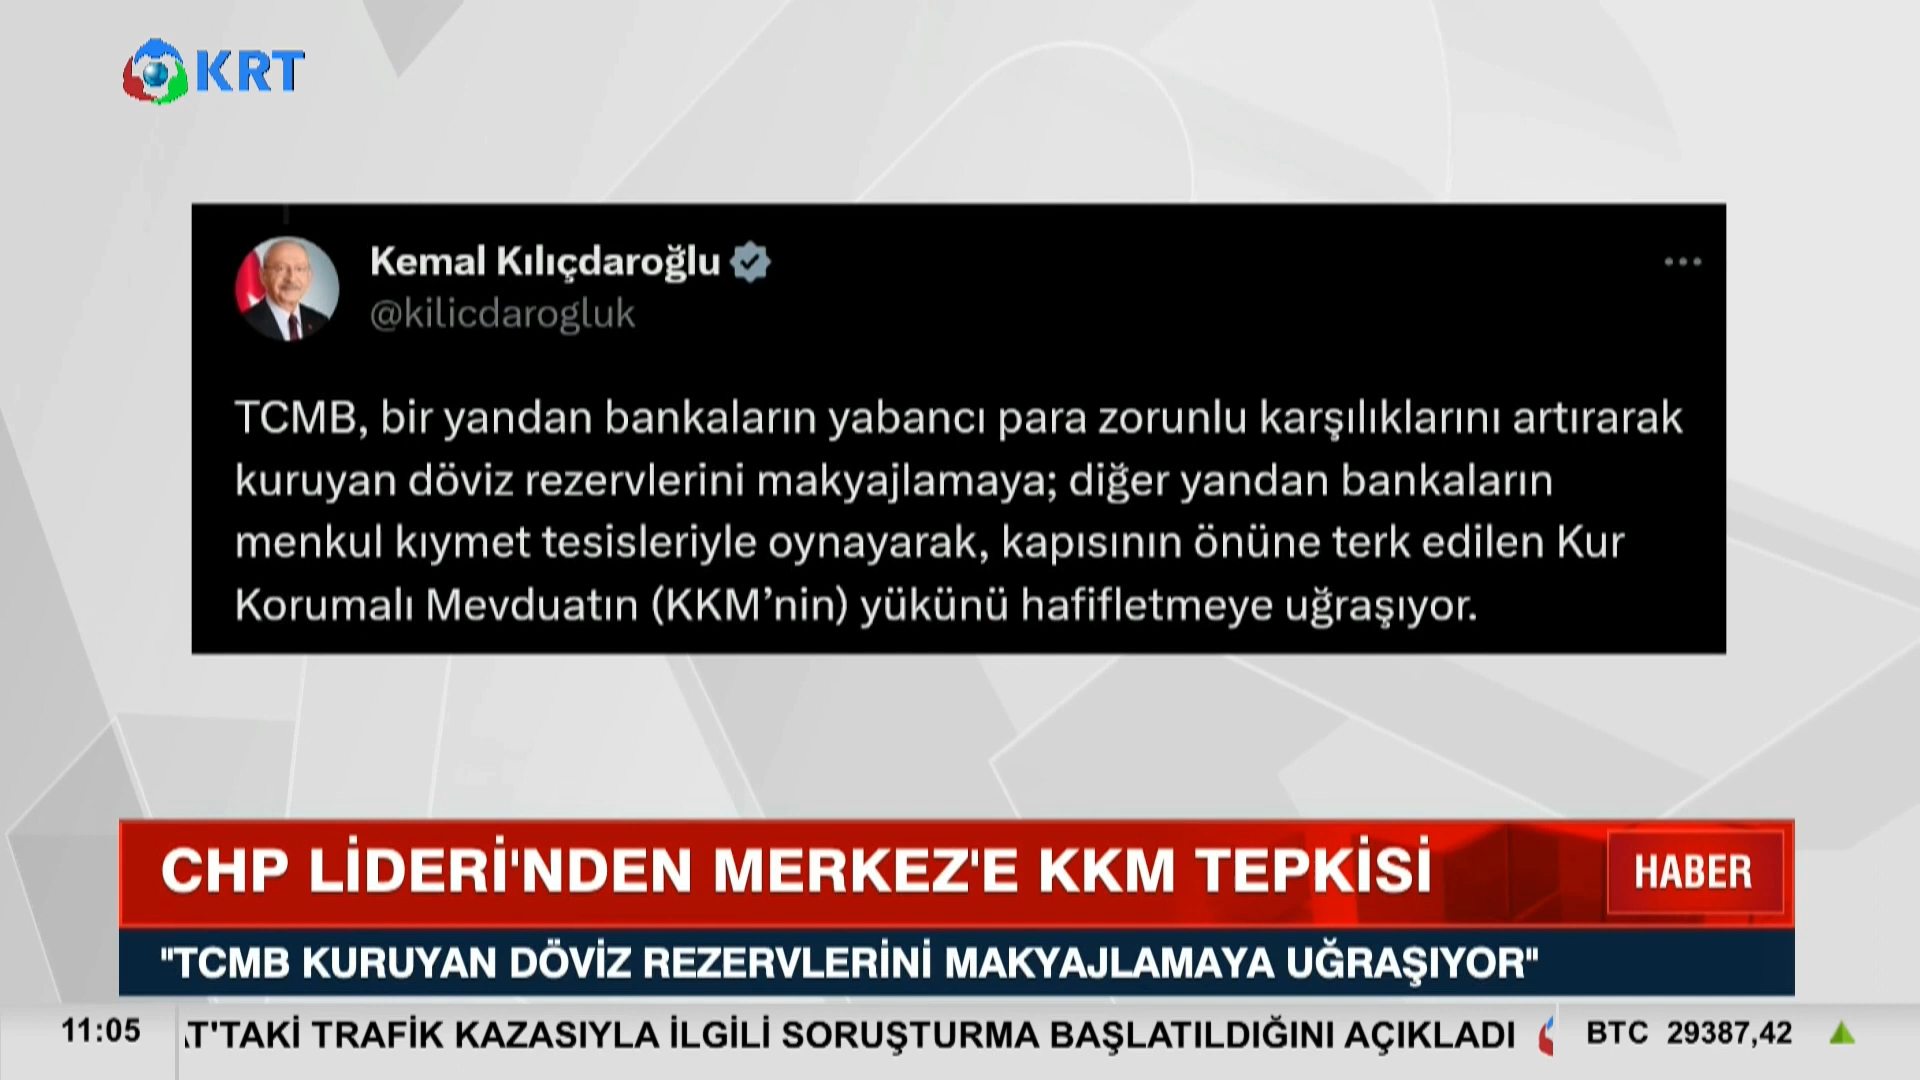 KRT
Kemal Kılıçdaroğlu
@kilicdarogluk
TCMB, bir yandan bankaların yabancı para zorunlu karşılıklarını artırarak
kuruyan döviz rezervlerini makyajlamaya; diğer yandan bankaların
menkul kıymet tesisleriyle oynayarak, kapısının önüne terk edilen Kur
Korumalı Mevduatın (KKM’nin) yükünü hafifletmeye uğraşıyor.
CHP LİDERİ'NDEN MERKEZ'E KKM TEPKİSİ
HABER
"TCMB KURUYAN DÖVİZ REZERVLERİNİ MAKYAJLAMAYA UĞRAŞIYOR"
11:05
T'TAKİ TRAFİK KAZASIYLA İLGİLİ SORUŞTURMA BAŞLATILDIĞINI AÇIKLADI
BTC 29387,42